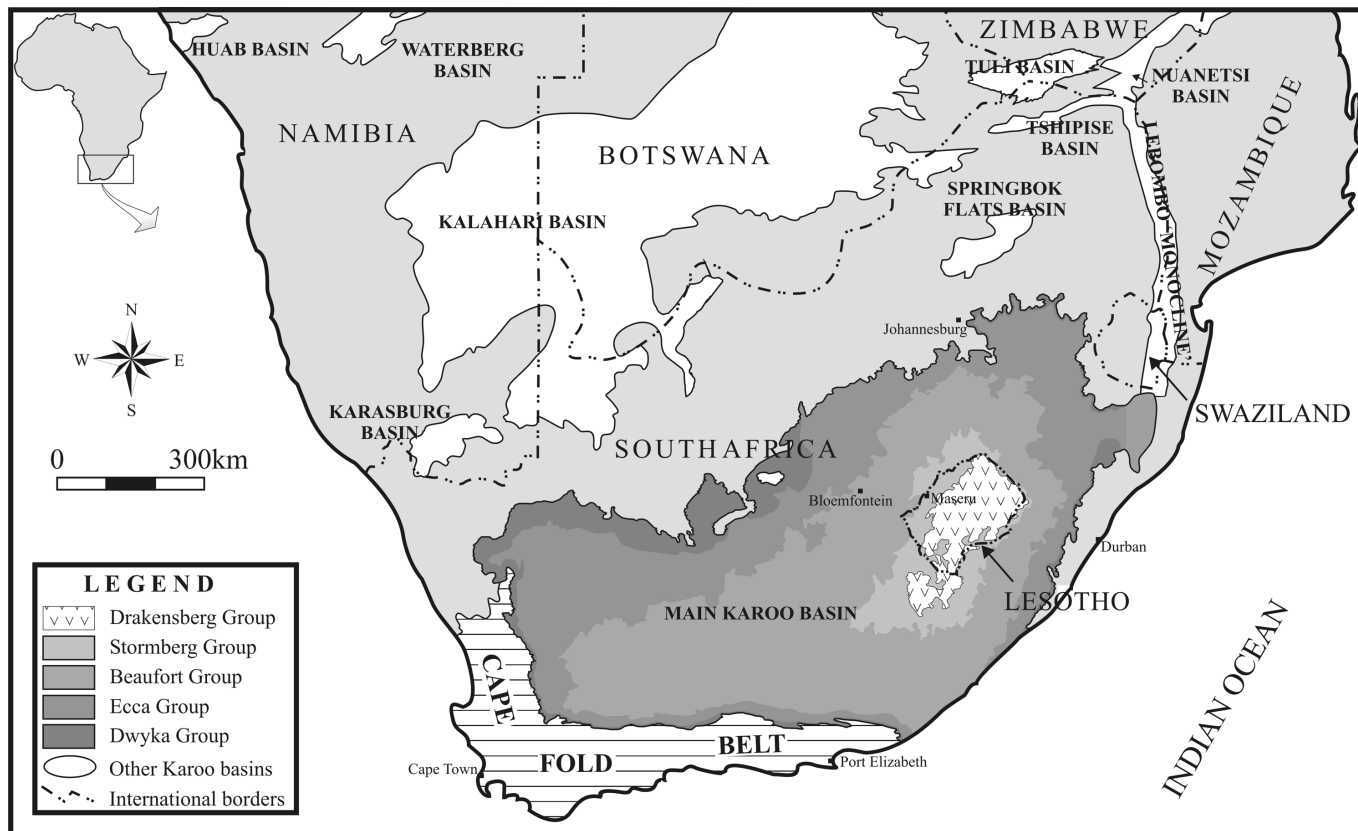 ZIMBABWE
HUAB BASIN
WATERBERG
BASIN
TULI BASIN
NUANETSI
BASIN
NAMIBIA
BOTSWANA
TSHIPISE
BASIN
LEBOMBO 'MONOCLINE'
MOZAMBIQUE
SPRINGBOK
FLATS BASIN
KALAHARI BASIN
N
W
E
S
Johannesburg
KARASBURG
BASIN
SWAZILAND
SOUTHAFRICA
0
300km
Bloemfontein
Maseru
Durban
LESOTHO
MAIN KAROO BASIN
LEGEND
Drakensberg Group
Stormberg Group
Beaufort Group
Ecca Group
Dwyka Group
Other Karoo basins
International borders
CAPE
FOLD
BELT
Cape Town
Port Elizabeth
INDIAN OCEAN